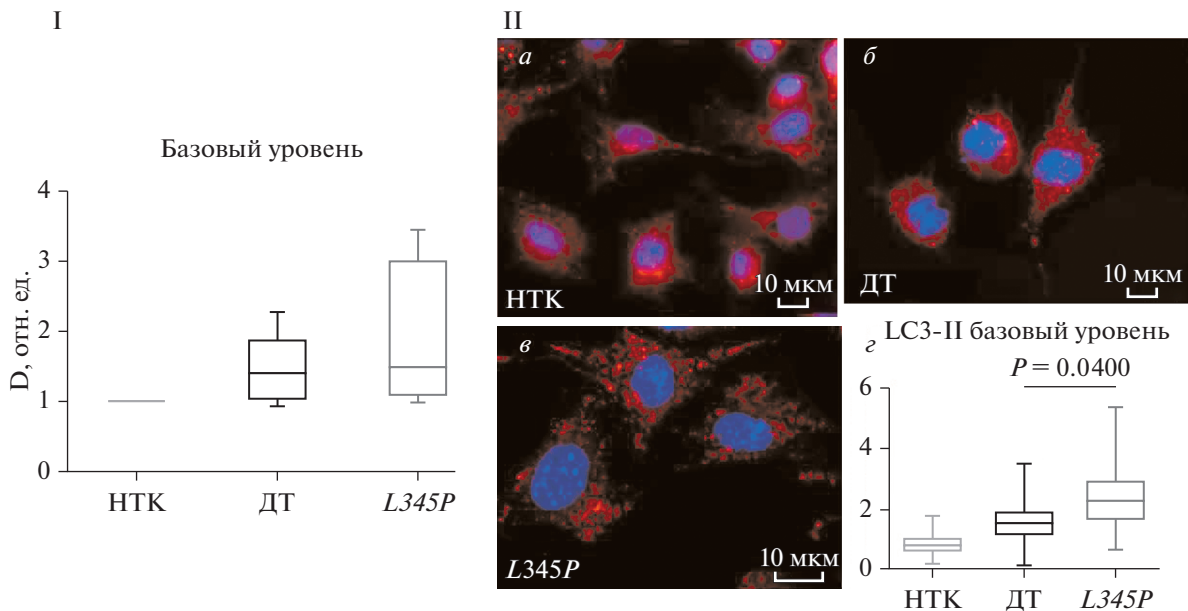 I
Базовый уровень
D, отн. ед.
4
3
2
1
0
НТК
ДТ
L345P
II
а
НТК
10 мкм
б
ДТ
10 мкм
в
L345P
10 мкм
г
LC3-II базовый уровень
P = 0.0400
6
4
2
0
НТК
ДТ
L345P